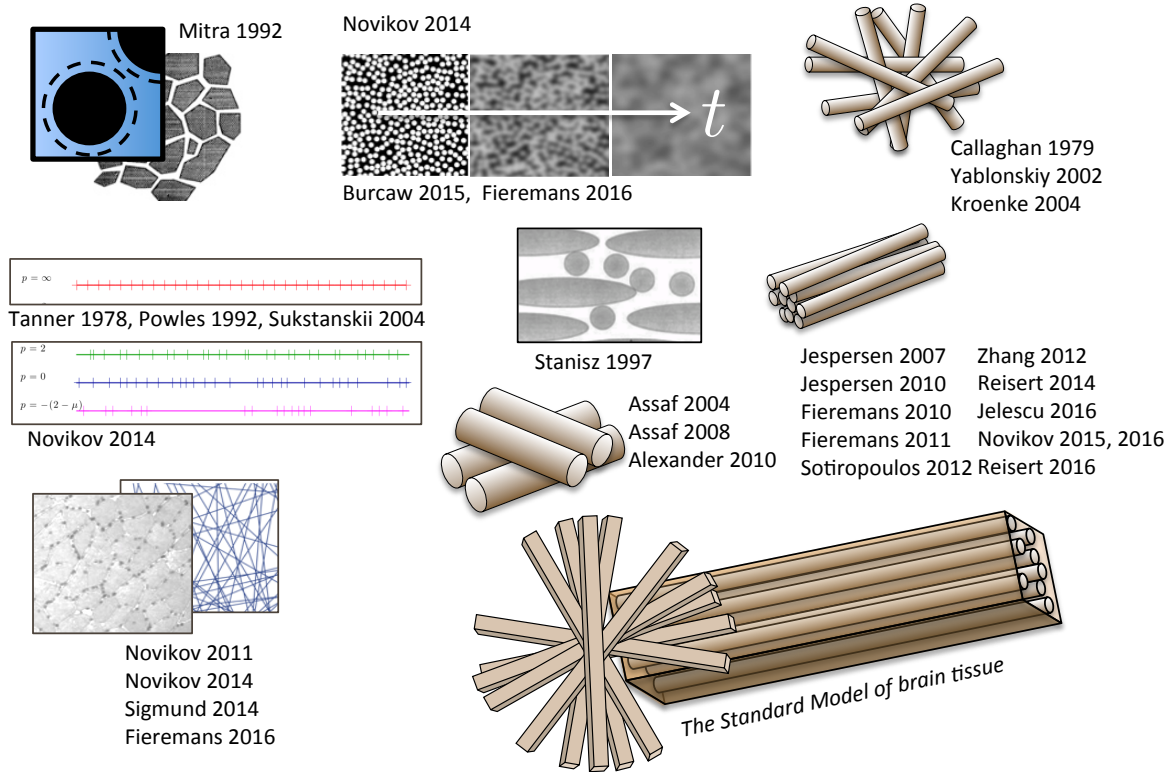 Mitra 1992
Novikov 2014
t
Burcaw 2015, Fieremans 2016
Callaghan 1979
Yablonskiy 2002
Kroenke 2004
p = ∞
Tanner 1978, Powles 1992, Sukstanskii 2004
p = 2
p = 0
p = −(2 − μ)
Novikov 2014
Stanisz 1997
Assaf 2004
Assaf 2008
Alexander 2010
Jespersen 2007 Zhang 2012
Jespersen 2010 Reisert 2014
Fieremans 2010 Jelescu 2016
Fieremans 2011 Novikov 2015, 2016
Sotiropoulos 2012 Reisert 2016
Novikov 2011
Novikov 2014
Sigmund 2014
Fieremans 2016
The Standard Model of brain tissue